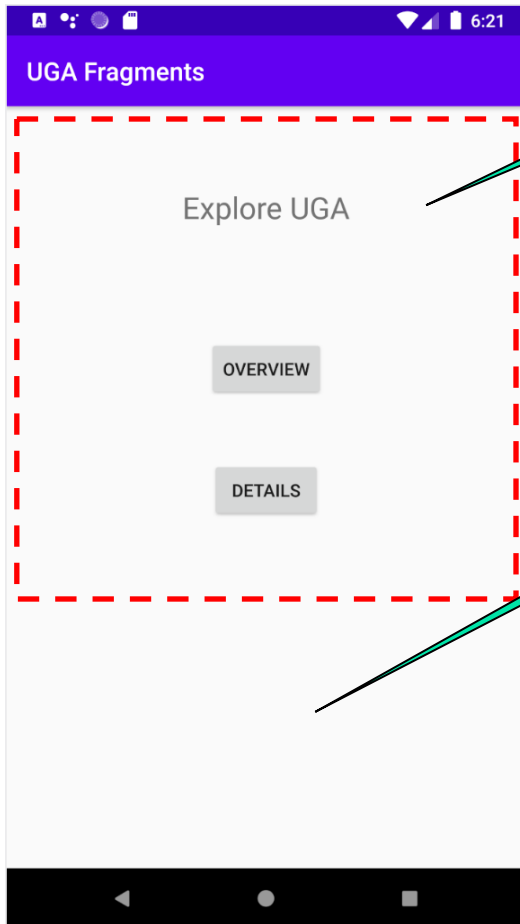 6:21
UGA Fragments
Explore UGA
OVERVIEW
DETAILS